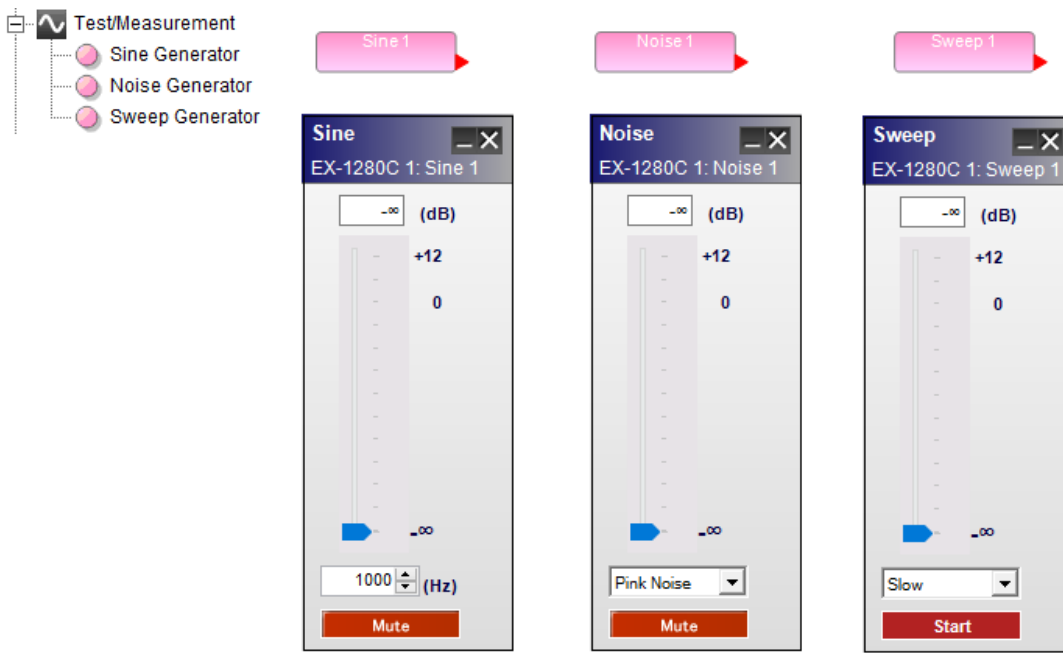 Test/Measurement
Sine Generator
Noise Generator
Sweep Generator
Sine 1
Noise 1
Sweep 1
Sine
EX-1280C 1: Sine 1
-∞ (dB)
+12
0
-∞
1000 (Hz)
Mute
Noise
EX-1280C 1: Noise 1
-∞ (dB)
+12
0
-∞
Pink Noise
Mute
Sweep
EX-1280C 1: Sweep 1
-∞ (dB)
+12
0
-∞
Slow
Start